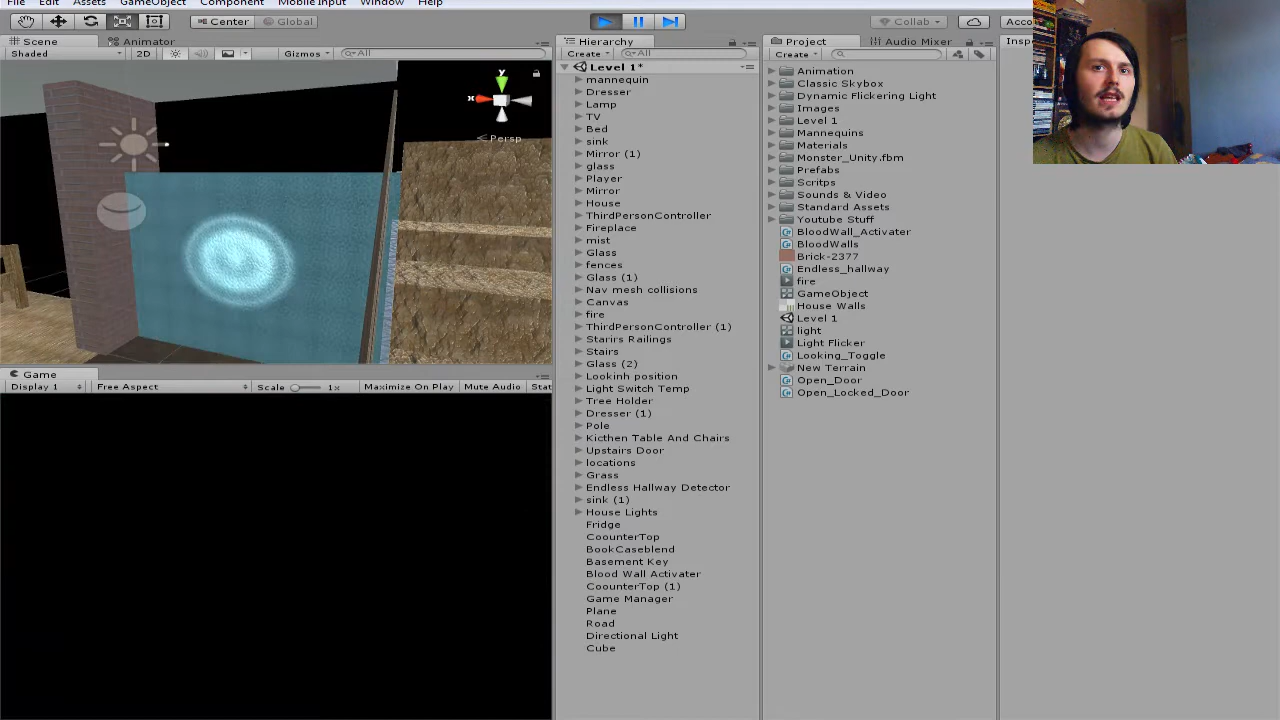 File Edit Assets GameObject Component Mobile Input Window Help
Center Global Collab Acco
Scene Animator
Shaded 2D Gizmos All
y
x
Persp
Game
Display 1 Free Aspect Scale 1x Maximize On Play Mute Audio Stat
Hierarchy
Create All
Level 1*
mannequin
Dresser
Lamp
TV
Bed
sink
Mirror (1)
glass
Player
Mirror
House
ThirdPersonController
Fireplace
mist
Glass
fences
Glass (1)
Nav mesh collisions
Canvas
fire
ThirdPersonController (1)
Starirs Railings
Stairs
Glass (2)
Lookinh position
Light Switch Temp
Tree Holder
Dresser (1)
Pole
Kicthen Table And Chairs
Upstairs Door
locations
Grass
Endless Hallway Detector
sink (1)
House Lights
Fridge
CoounterTop
BookCaseblend
Basement Key
Blood Wall Activater
CoounterTop (1)
Game Manager
Plane
Road
Directional Light
Cube
Project Audio Mixer
Create
Animation
Classic Skybox
Dynamic Flickering Light
Images
Level 1
Mannequins
Materials
Monster_Unity.fbm
Prefabs
Scritps
Sounds & Video
Standard Assets
Youtube Stuff
BloodWall_Activater
BloodWalls
Brick-2377
Endless_hallway
fire
GameObject
House Walls
Level 1
light
Light Flicker
Looking_Toggle
New Terrain
Open_Door
Open_Locked_Door
Insp